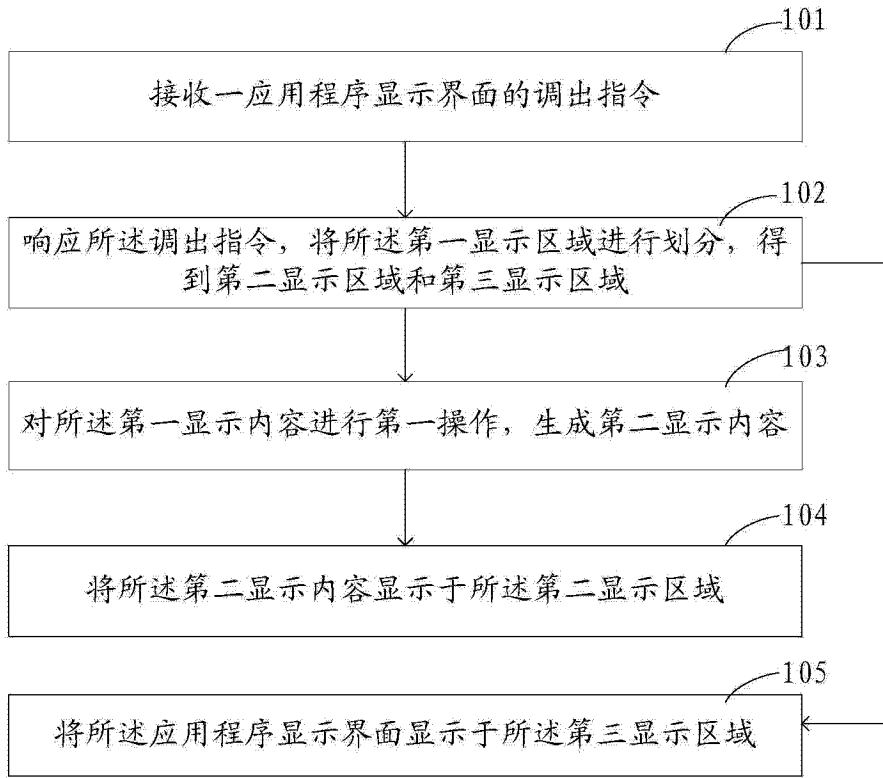 101
接收一应用程序显示界面的调出指令
102
响应所述调出指令，将所述第一显示区域进行划分，得
到第二显示区域和第三显示区域
103
对所述第一显示内容进行第一操作，生成第二显示内容
104
将所述第二显示内容显示于所述第二显示区域
105
将所述应用程序显示界面显示于所述第三显示区域